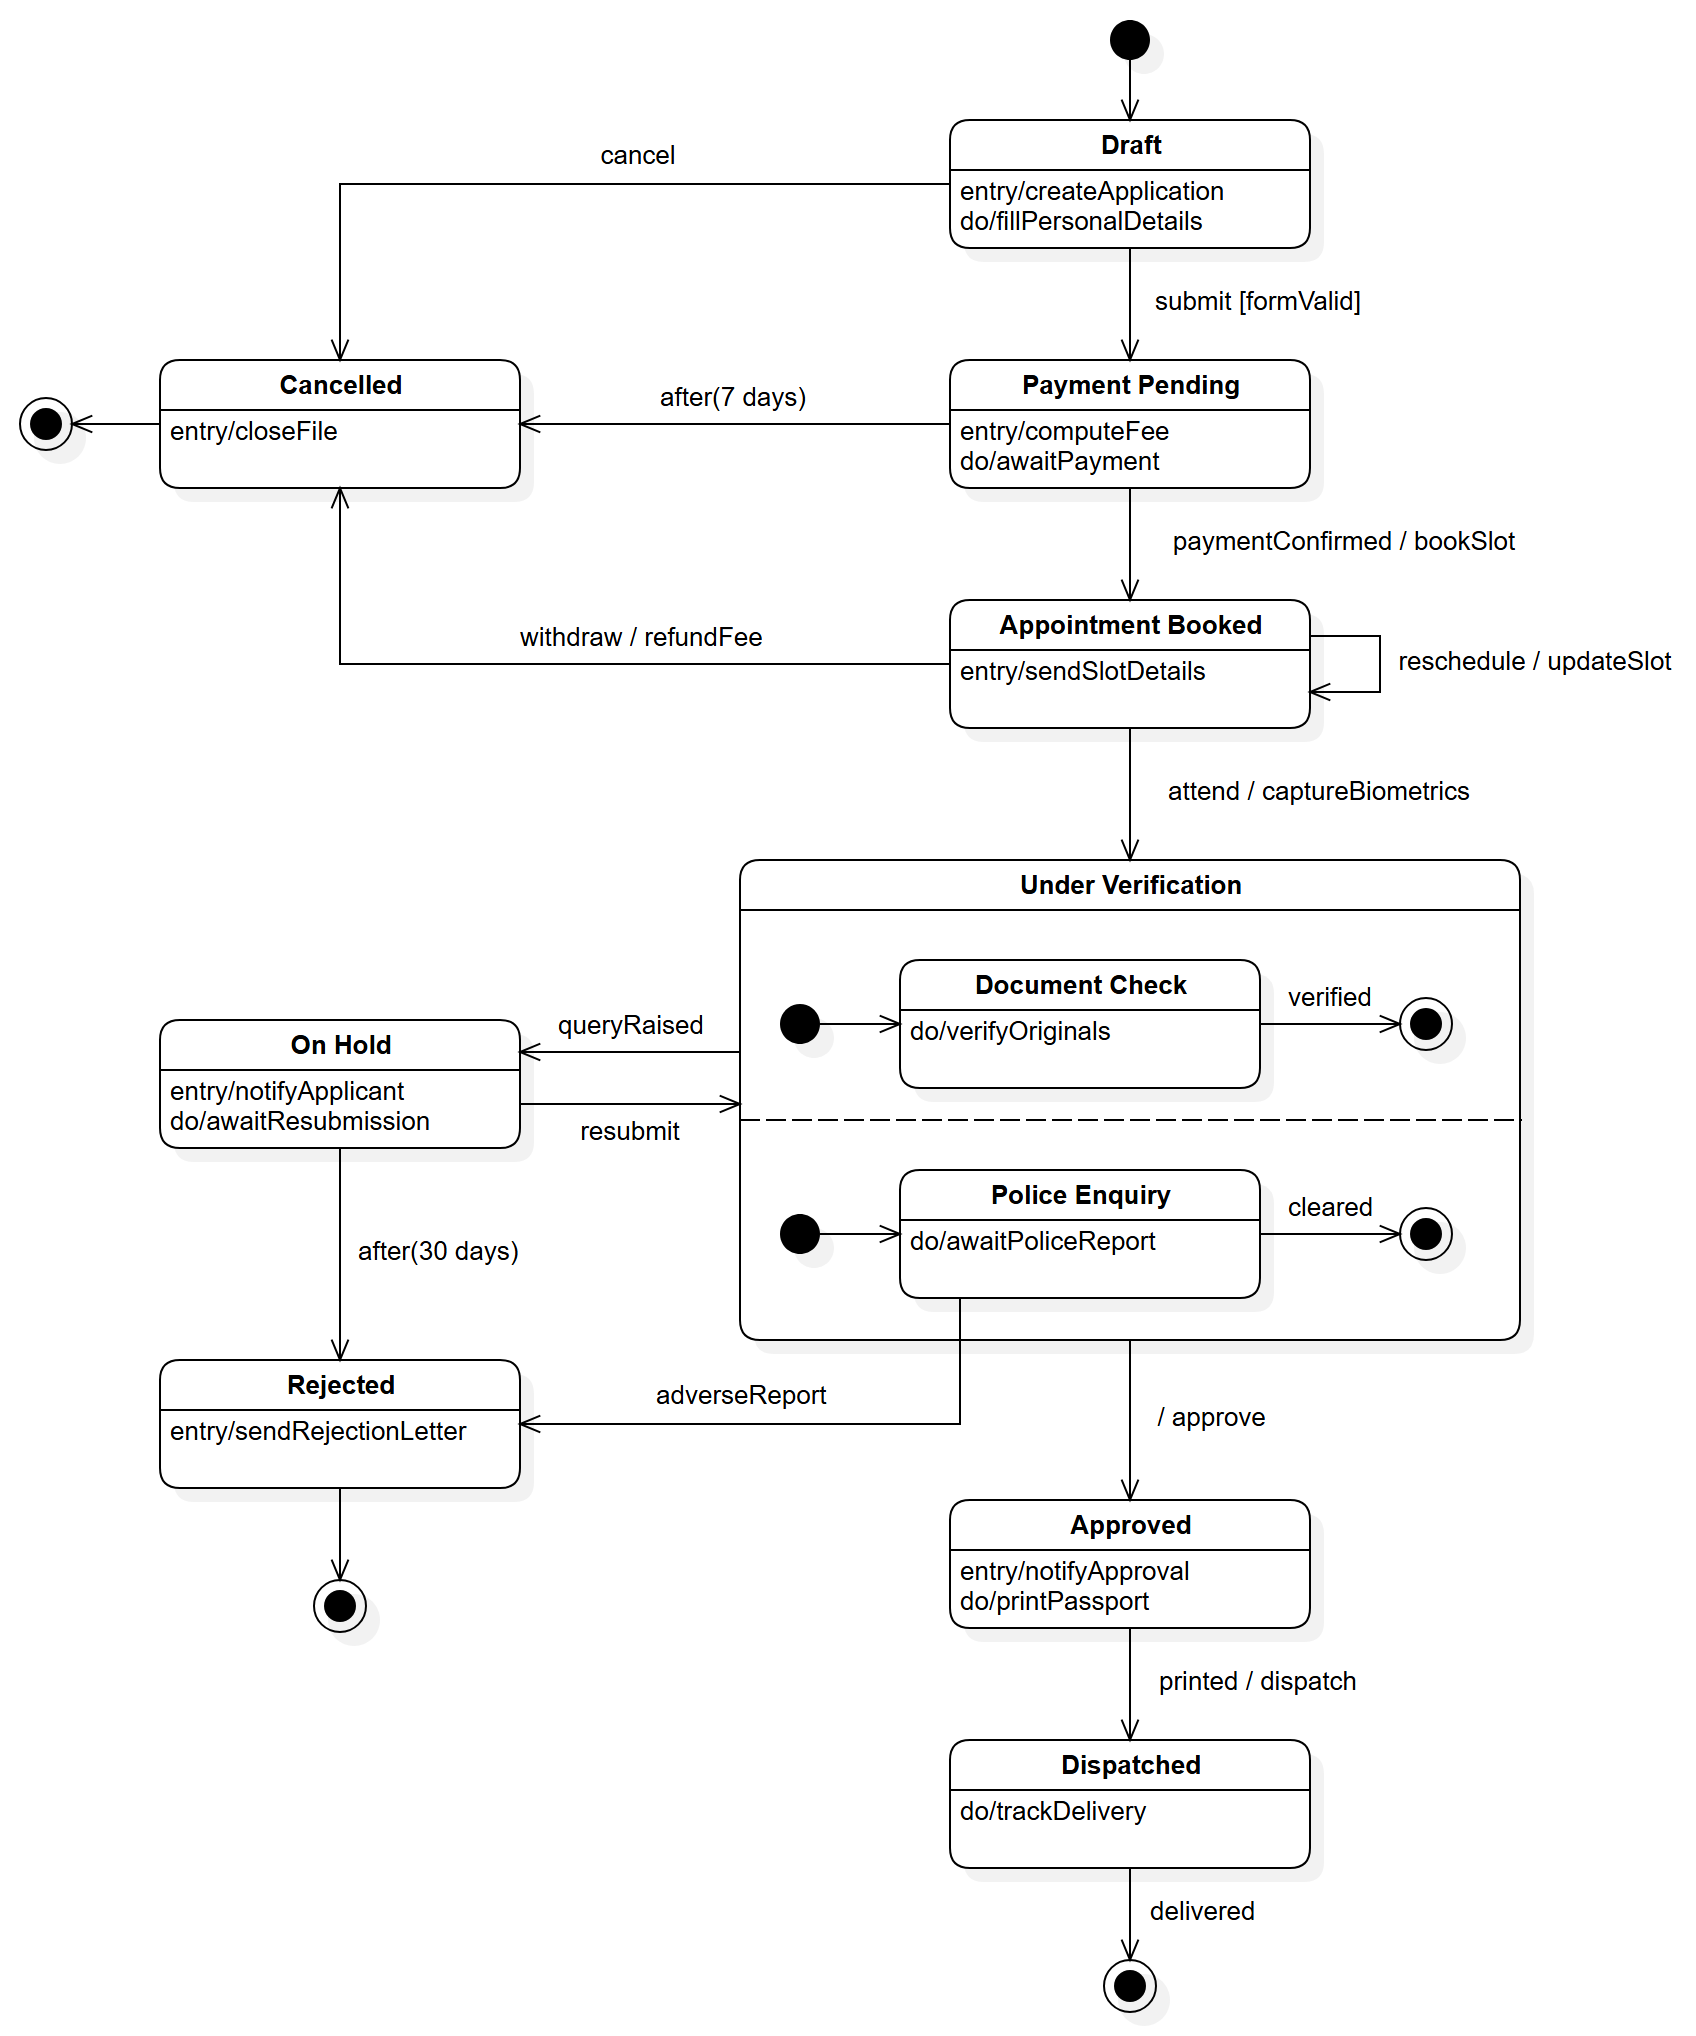 Draft
entry/createApplication
do/fillPersonalDetails
cancel
submit [formValid]
Cancelled
entry/closeFile
after(7 days)
Payment Pending
entry/computeFee
do/awaitPayment
paymentConfirmed / bookSlot
withdraw / refundFee
Appointment Booked
entry/sendSlotDetails
reschedule / updateSlot
attend / captureBiometrics
Under Verification
Document Check
do/verifyOriginals
verified
On Hold
entry/notifyApplicant
do/awaitResubmission
queryRaised
resubmit
Police Enquiry
do/awaitPoliceReport
cleared
after(30 days)
Rejected
entry/sendRejectionLetter
adverseReport
/ approve
Approved
entry/notifyApproval
do/printPassport
printed / dispatch
Dispatched
do/trackDelivery
delivered